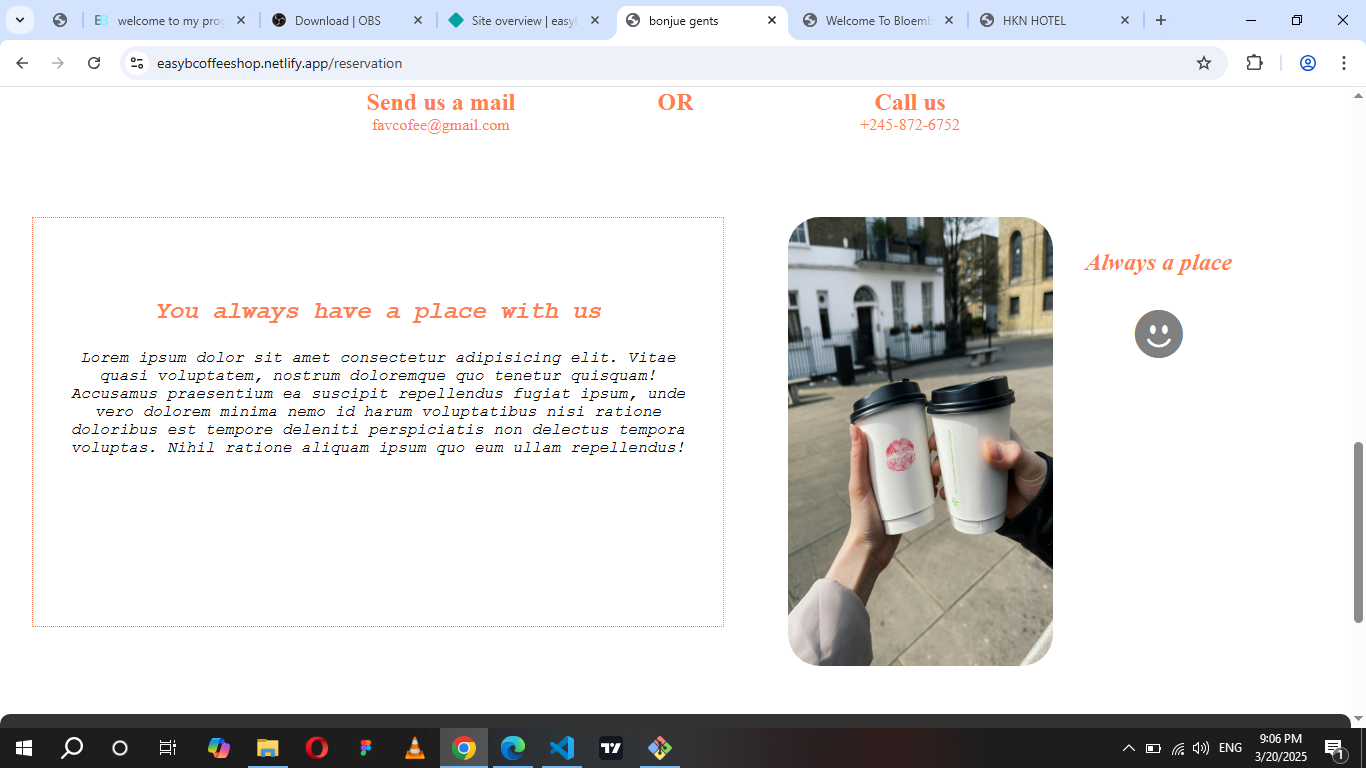 welcome to my proc
Download | OBS
Site overview | easyb
bonjue gents
Welcome To Bloemb
HKN HOTEL
easybcoffeeshop.netlify.app/reservation
Send us a mail
OR
Call us
favcofee@gmail.com
+245-872-6752
You always have a place with us
Lorem ipsum dolor sit amet consectetur adipisicing elit. Vitae
quasi voluptatem, nostrum doloremque quo tenetur quisquam!
Accusamus praesentium ea suscipit repellendus fugiat ipsum, unde
vero dolorem minima nemo id harum voluptatibus nisi ratione
doloribus est tempore deleniti perspiciatis non delectus tempora
voluptas. Nihil ratione aliquam ipsum quo eum ullam repellendus!
Always a place
ENG
9:06 PM
3/20/2025
1